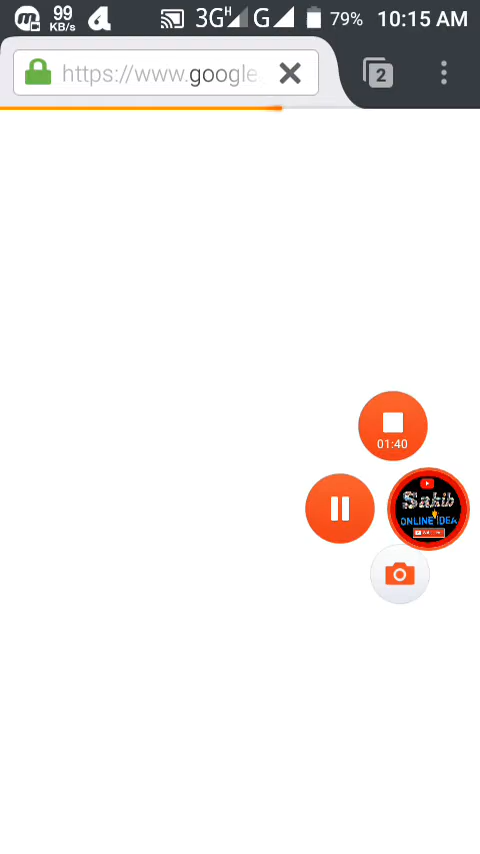 99
KB/s
3G H
G
79%
10:15 AM
https://www.google.
2
01:40
Sakib
ONLINE IDEA